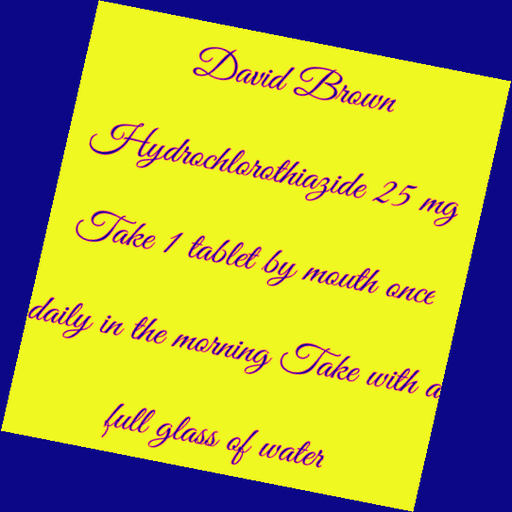 David Brown
Hydrochlorothiazide 25 mg
Take 1 tablet by mouth once
daily in the morning Take with a
full glass of water